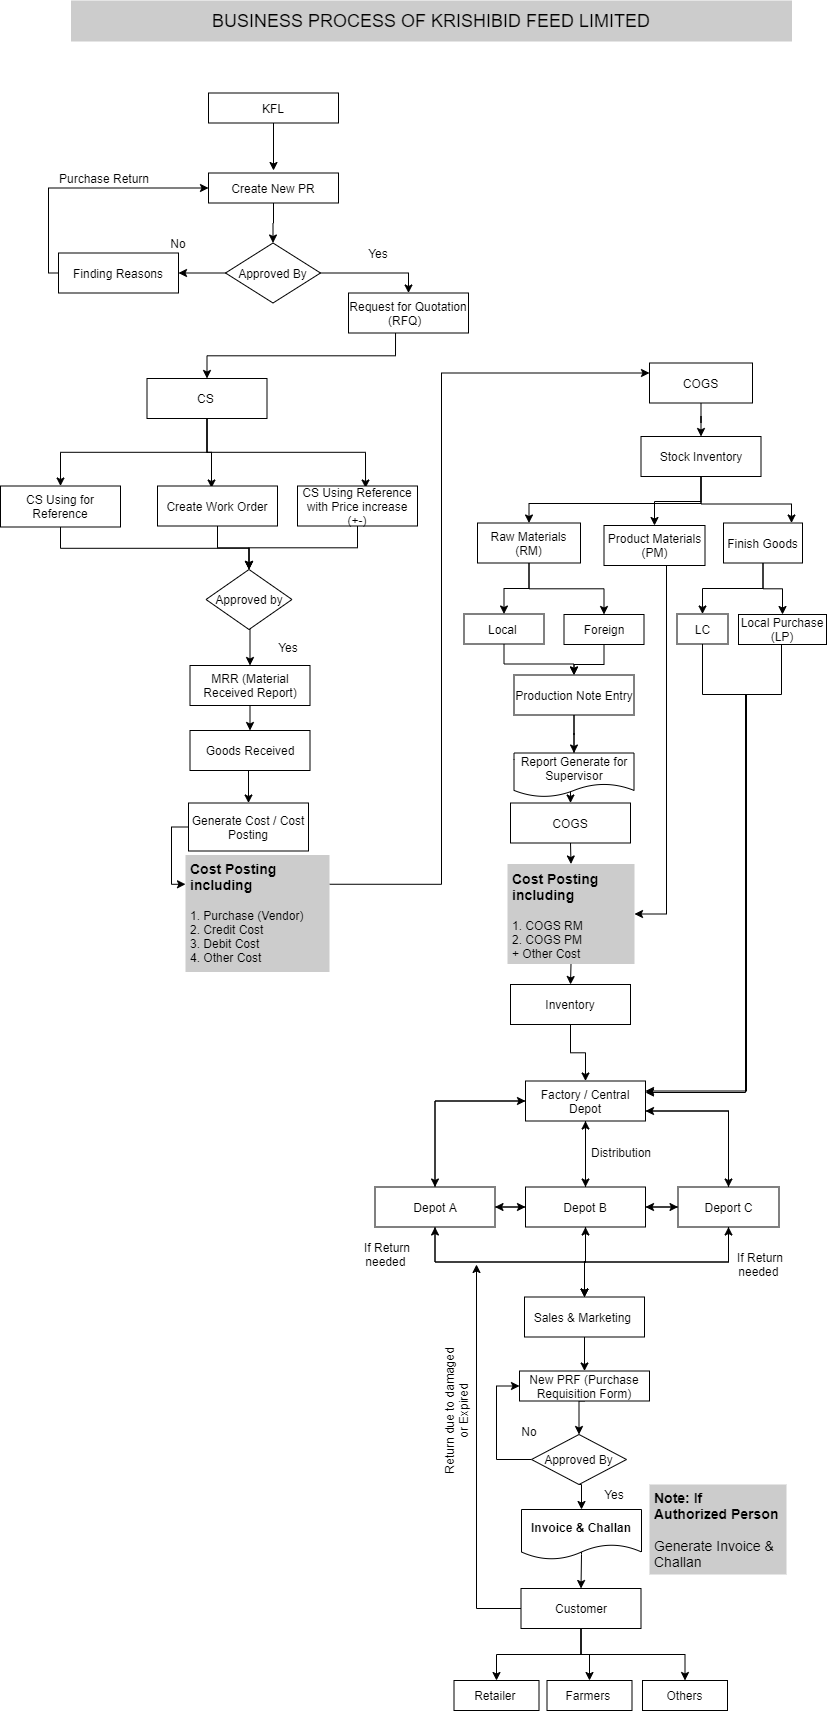 BUSINESS PROCESS OF KRISHIBID FEED LIMITED
KFL
Purchase Return
Create New PR
No
Yes
Finding Reasons
Approved By
Request for Quotation
(RFQ)
CS
CS Using for
Reference
Create Work Order
CS Using Reference
with Price increase
(+-)
Approved by
Yes
MRR (Material
Received Report)
Goods Received
Generate Cost / Cost
Posting
Cost Posting
including
1. Purchase (Vendor)
2. Credit Cost
3. Debit Cost
4. Other Cost
COGS
Stock Inventory
Raw Materials
(RM)
Product Materials
(PM)
Finish Goods
Local
Foreign
LC
Local Purchase
(LP)
Production Note Entry
Report Generate for
Supervisor
COGS
Cost Posting
including
1. COGS RM
2. COGS PM
+ Other Cost
Inventory
Factory / Central
Depot
Distribution
Depot A
Depot B
Deport C
If Return
needed
If Return
needed
Sales & Marketing
Return due to damaged
or Expired
New PRF (Purchase
Requisition Form)
No
Approved By
Yes
Invoice & Challan
Note: If
Authorized Person
Generate Invoice &
Challan
Customer
Retailer
Farmers
Others